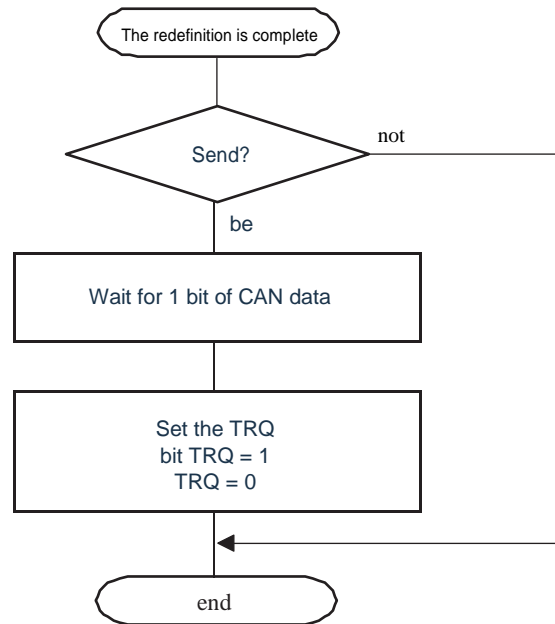 The redefinition is complete
Send?
not
be
Wait for 1 bit of CAN data
Set the TRQ
bit TRQ = 1
TRQ = 0
end